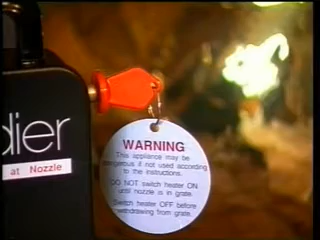 dier
at Nozzle
WARNING
This appliance may be
dangerous if not used according
to the instructions.
DO NOT switch heater ON
until nozzle is in grate.
Switch heater OFF before
withdrawing from grate.